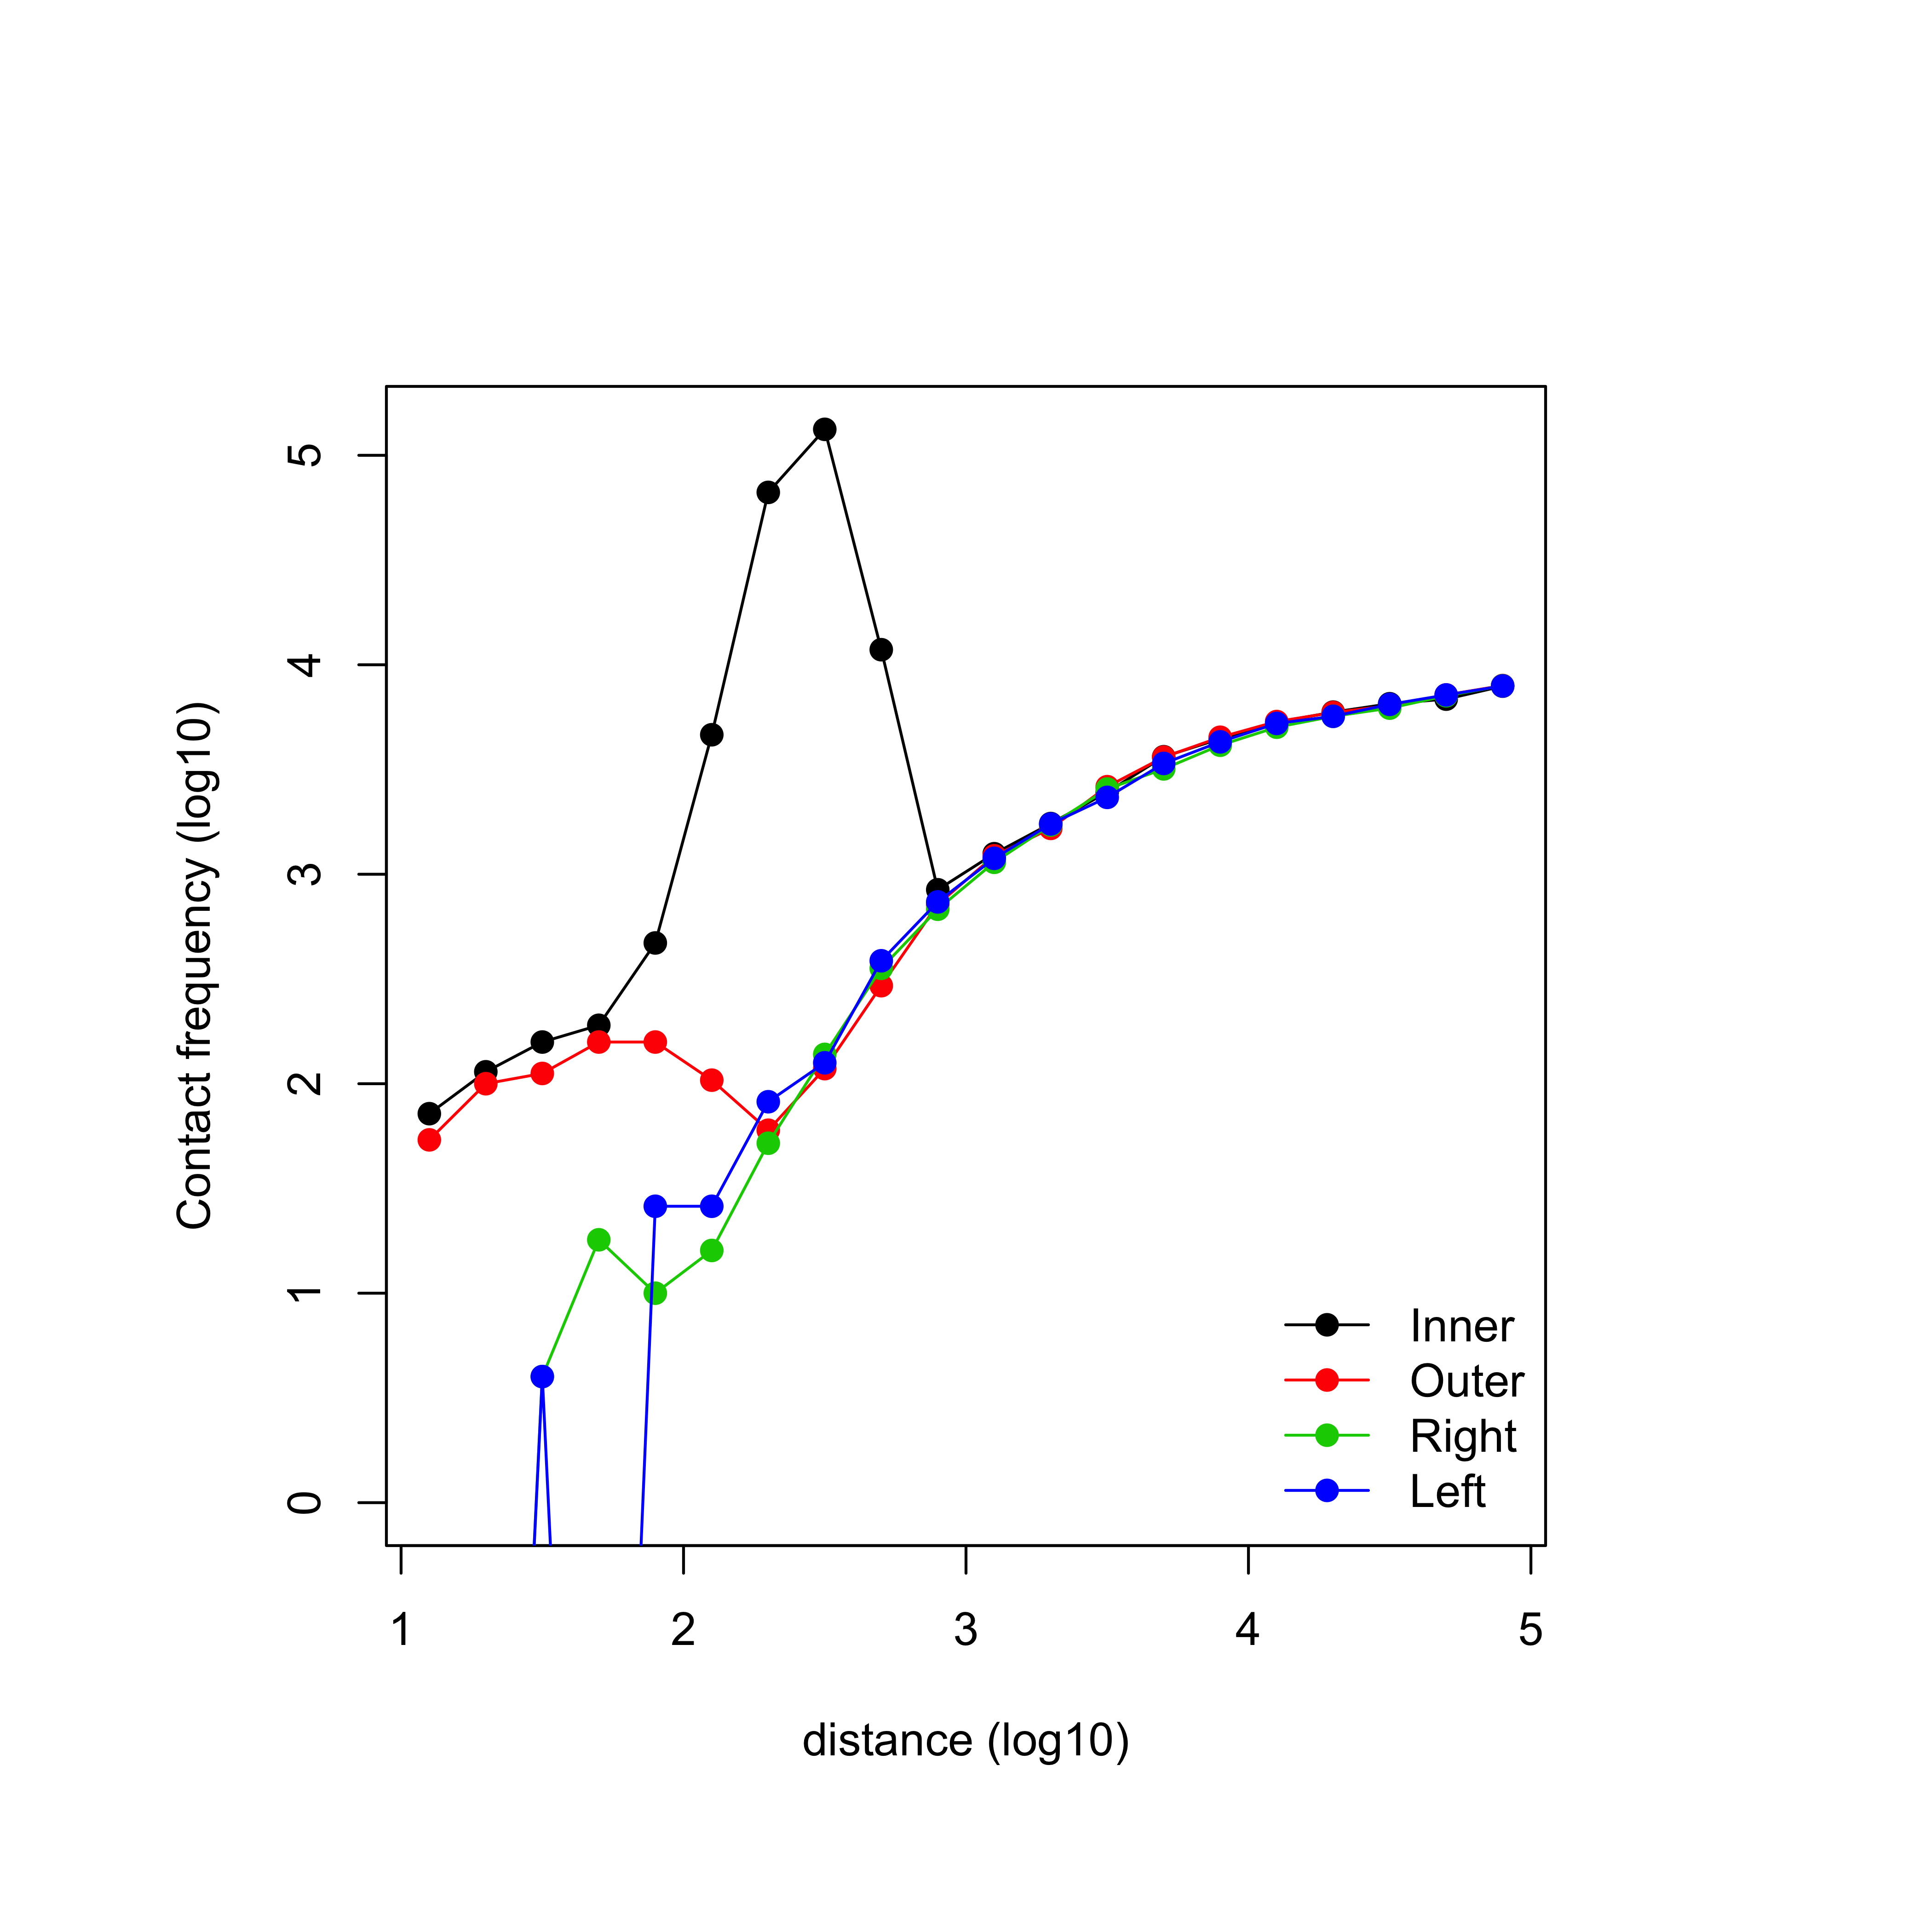 Contact frequency (log10)
5
4
3
2
1
0
Inner
Outer
Right
Left
1 2 3 4 5
distance (log10)